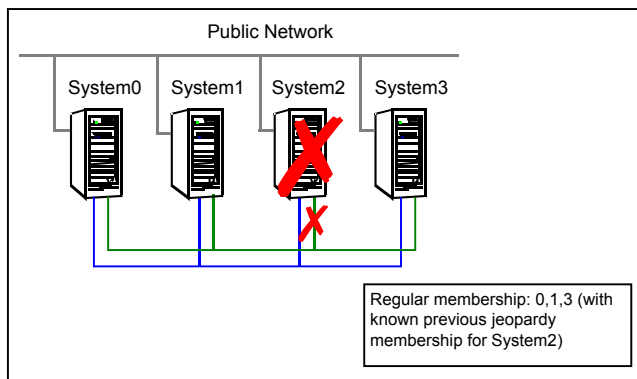 Public Network
System0 System1 System2 System3
Regular membership: 0,1,3 (with
known previous jeopardy
membership for System2)